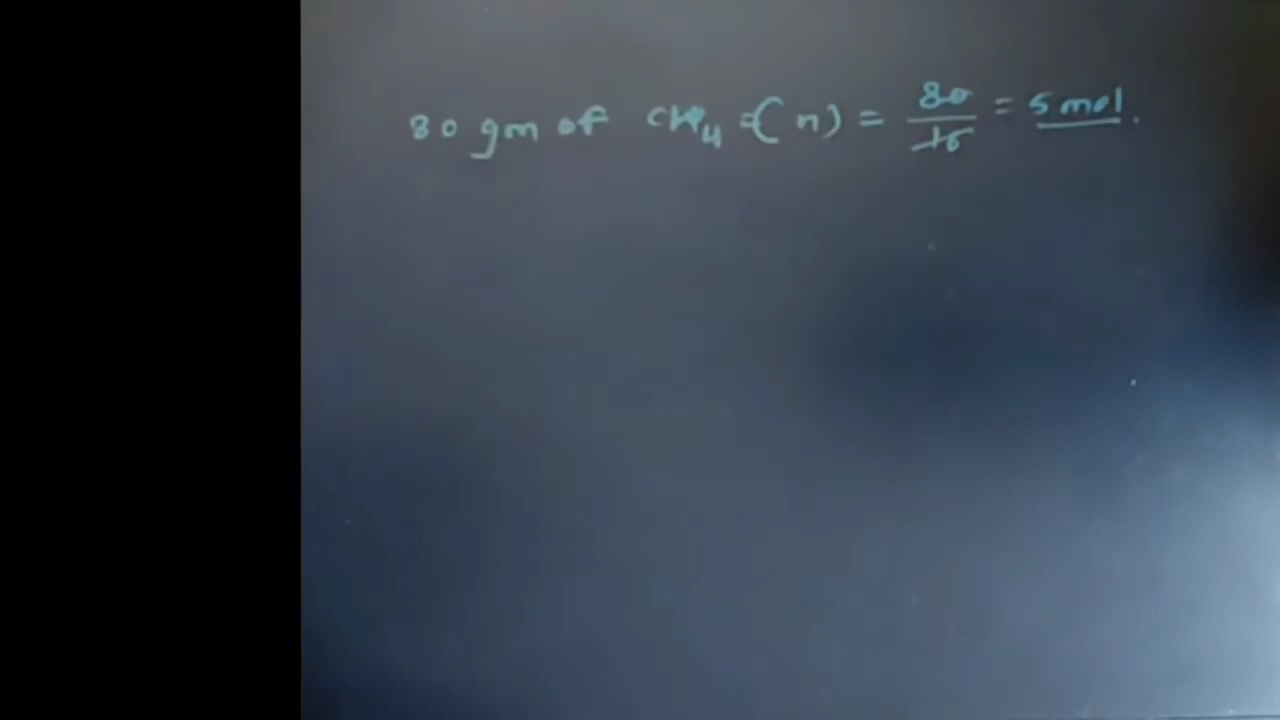 80 gm of CH₄ =(n) = 80/16 = 5 mol.